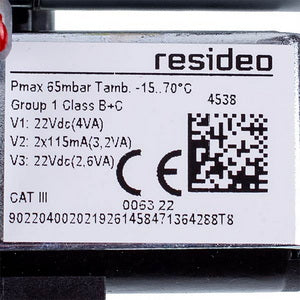 resideo
Pmax 65mbar Tamb. -15..70°C
Group 1 Class B+C
4538
V1: 22Vdc(4VA)
V2: 2x115mA(3,2VA)
V3: 22Vdc(2,6VA)
CE
CAT III
0063 22
90220400202192614584713642​88T8